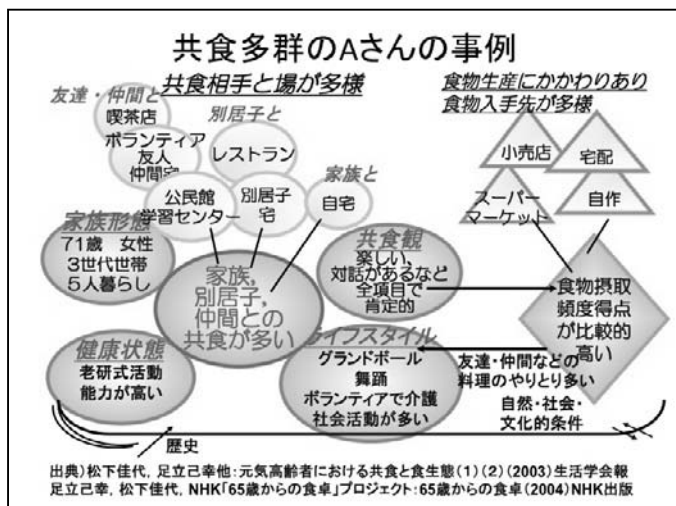 共食多群のAさんの事例
共食相手と場が多様
食物生産にかかわりあり
食物入手先が多様
友達・仲間と
喫茶店
ボランティア
友人
仲間宅
別居子と
レストラン
家族と
自宅
公民館
学習センター
別居子
宅
小売店
宅配
スーパー
マーケット
自作
家族形態
71歳 女性
3世代世帯
5人暮らし
家族,
別居子,
仲間との
共食が多い
共食観
楽しい,
対話があるなど
全項目で
肯定的
食物摂取
頻度得点
が比較的
高い
健康状態
老研式活動
能力が高い
ライフスタイル
グランドボール
舞踊
ボランティアで介護
社会活動が多い
友達・仲間などの
料理のやりとり多い
自然・社会・
文化的条件
歴史
出典)松下佳代, 足立己幸他:元気高齢者における共食と食生態(1)(2)(2003)生活学会報
足立己幸, 松下佳代, NHK「65歳からの食卓」プロジェクト:65歳からの食卓(2004)NHK出版